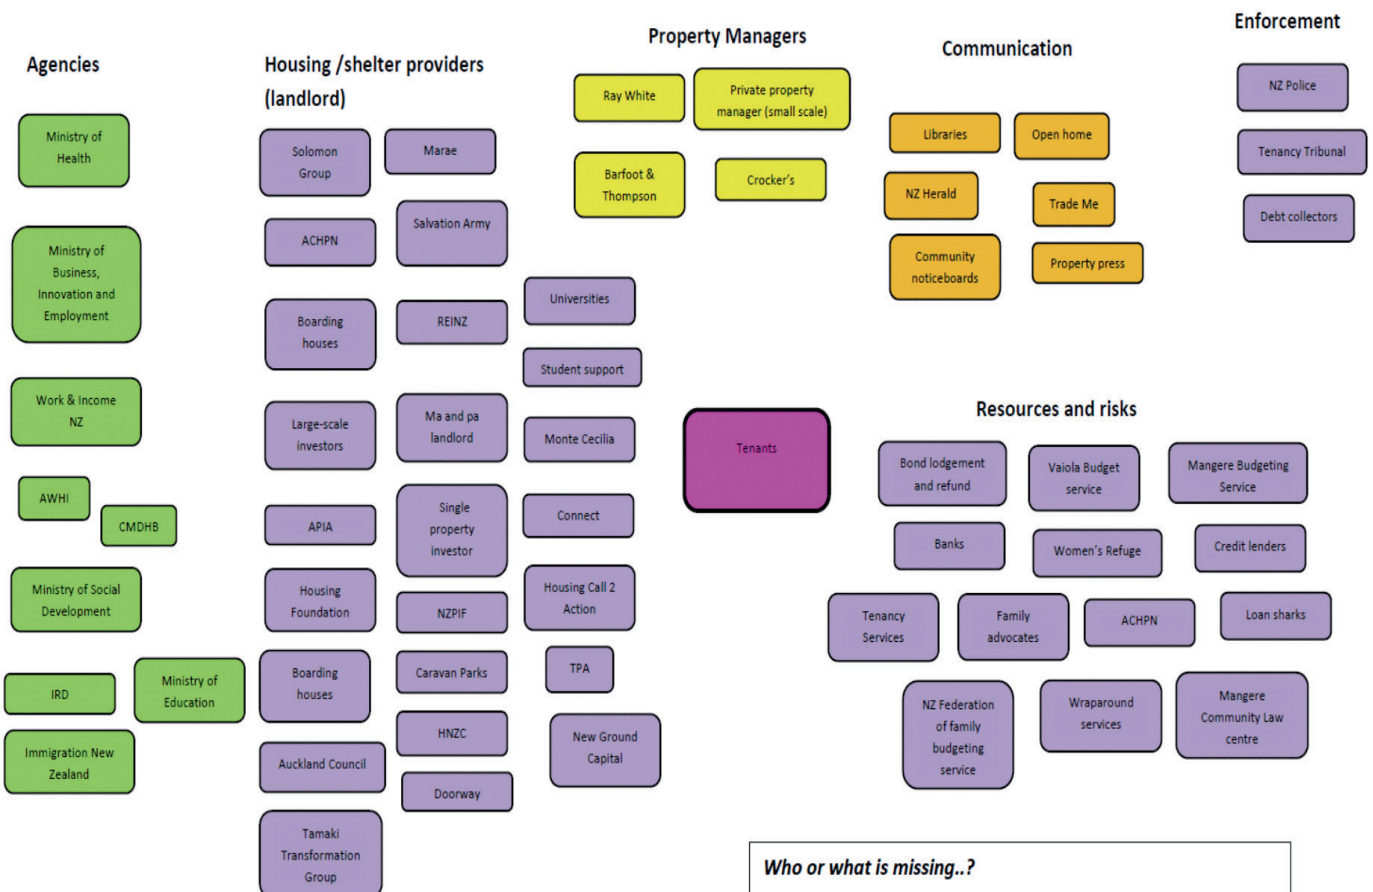 Agencies
Ministry of
Health
Ministry of
Business,
Innovation and
Employment
Work & Income
NZ
AWHI
CMDHB
Ministry of Social
Development
IRD
Ministry of
Education
Immigration New
Zealand
Housing /shelter providers
(landlord)
Solomon
Group
Marae
ACHPN
Salvation Army
Boarding
houses
REINZ
Universities
Student support
Large-scale
investors
Ma and pa
landlord
Monte Cecilia
APIA
Single
property
investor
Connect
Housing
Foundation
NZPIF
Housing Call 2
Action
Boarding
houses
Caravan Parks
TPA
HNZC
New Ground
Capital
Auckland Council
Doorway
Tamaki
Transformation
Group
Property Managers
Ray White
Private property
manager (small scale)
Barfoot &
Thompson
Crocker's
Communication
Libraries
Open home
NZ Herald
Trade Me
Community
noticeboards
Property press
Enforcement
NZ Police
Tenancy Tribunal
Debt collectors
Tenants
Resources and risks
Bond lodgement
and refund
Vaiola Budget
service
Mangere Budgeting
Service
Banks
Women's Refuge
Credit lenders
Tenancy
Services
Family
advocates
ACHPN
Loan sharks
NZ Federation
of family
budgeting
service
Wraparound
services
Mangere
Community Law
centre
Who or what is missing..?